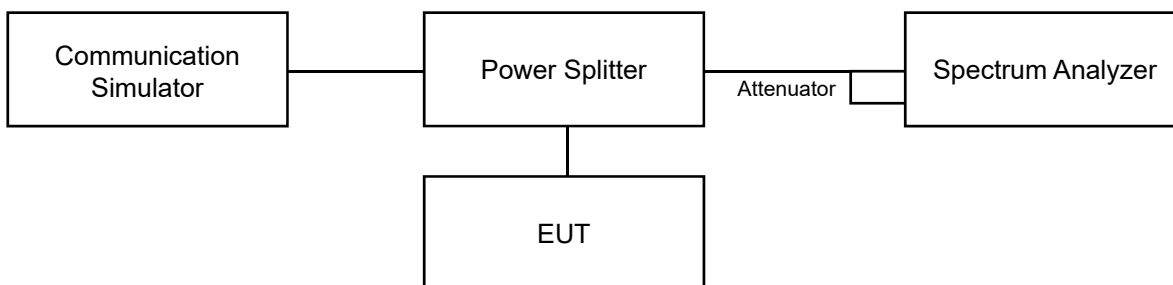 Communication
Simulator
Power Splitter
Attenuator
Spectrum Analyzer
EUT